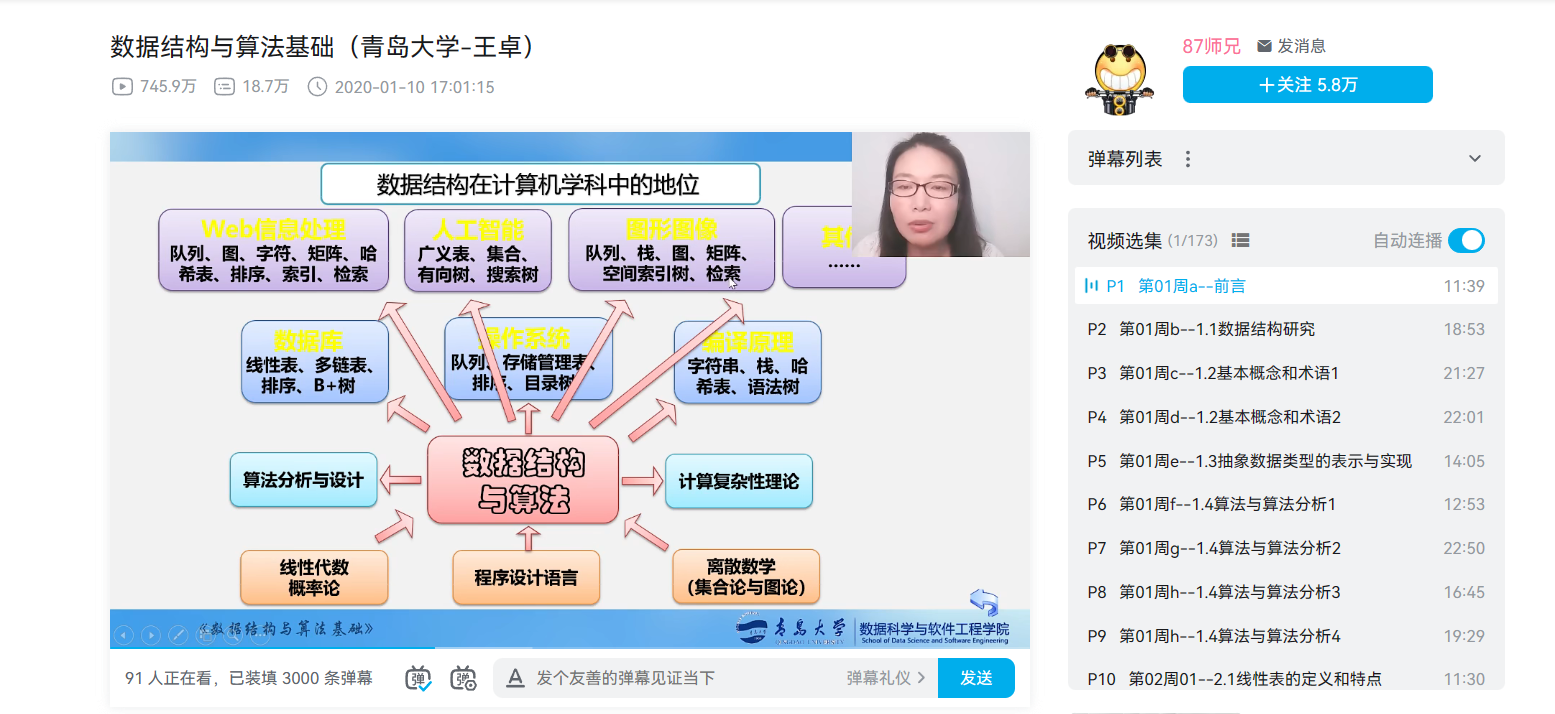 数据结构与算法基础（青岛大学-王卓）
745.9万 18.7万 2020-01-10 17:01:15
87师兄 发消息
+关注 5.8万
数据结构在计算机学科中的地位
Web信息处理
队列、图、字符、矩阵、哈
希表、排序、索引、检索
人工智能
广义表、集合、
有向树、搜索树
图形图像
队列、栈、图、矩阵、
空间索引树、检索
......
数据库
线性表、多链表、
排序、B+树
操作系统
队列、存储管理表、
排序、目录树
编译原理
字符串、栈、哈
希表、语法树
算法分析与设计
数据结构
与算法
计算复杂性理论
线性代数
概率论
程序设计语言
离散数学
(集合论与图论)
《数据结构与算法基础》
青岛大学
QINGDAO UNIVERSITY
数据科学与软件工程学院
School of Data Science and Software Engineering
91 人正在看，已装填 3000 条弹幕
弹 弹
A 发个友善的弹幕见证当下 弹幕礼仪 >
发送
弹幕列表
视频选集 (1/173) 自动连播
P1 第01周a--前言 11:39
P2 第01周b--1.1数据结构研究 18:53
P3 第01周c--1.2基本概念和术语1 21:27
P4 第01周d--1.2基本概念和术语2 22:01
P5 第01周e--1.3抽象数据类型的表示与实现 14:05
P6 第01周f--1.4算法与算法分析1 12:53
P7 第01周g--1.4算法与算法分析2 22:50
P8 第01周h--1.4算法与算法分析3 16:45
P9 第01周h--1.4算法与算法分析4 19:29
P10 第02周01--2.1线性表的定义和特点 11:30